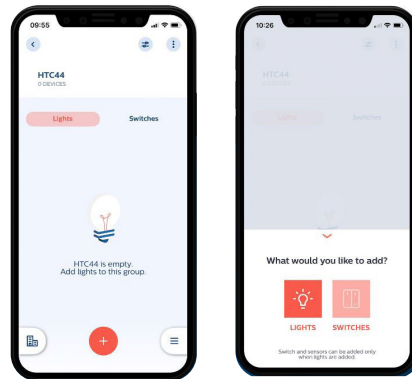 09:55
HTC44
0 DEVICES
Lights
Switches
HTC44 is empty.
Add lights to this group.
10:26
HTC44
0 DEVICES
Lights
Switches
What would you like to add?
LIGHTS
SWITCHES
Switch and sensors can be added only
when lights are added.